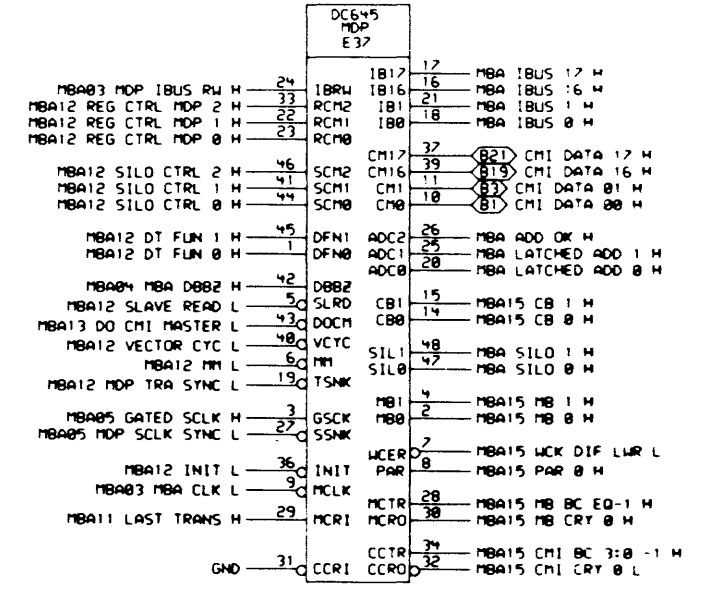 DC645
MDP
E37
IB17 17 MBA IBUS 17 H
MBA03 MDP IBUS RW H 24 IBRW IB16 16 MBA IBUS 16 H
MBA12 REG CTRL MDP 2 H 33 RCM2 IB1 21 MBA IBUS 1 H
MBA12 REG CTRL MDP 1 H 22 RCM1 IB0 18 MBA IBUS 0 H
MBA12 REG CTRL MDP 0 H 23 RCM0
CM17 37 B21 CMI DATA 17 H
MBA12 SILO CTRL 2 H 46 SCM2 CM16 39 B19 CMI DATA 16 H
MBA12 SILO CTRL 1 H 41 SCM1 CM1 11 B3 CMI DATA 01 H
MBA12 SILO CTRL 0 H 44 SCM0 CM0 10 B1 CMI DATA 00 H
MBA12 DT FUN 1 H 45 DFN1 ADC2 26 MBA ADD OK H
MBA12 DT FUN 0 H 1 DFN0 ADC1 25 MBA LATCHED ADD 1 H
ADC0 20 MBA LATCHED ADD 0 H
MBA04 MBA DBBZ H 42 DBBZ
MBA12 SLAVE READ L 5 SLRD CB1 15 MBA15 CB 1 H
MBA13 DO CMI MASTER L 43 DOCM CB0 14 MBA15 CB 0 H
MBA12 VECTOR CYC L 40 VCYC
MBA12 MM L 6 MM SIL1 48 MBA SILO 1 H
MBA12 MDP TRA SYNC L 19 TSNK SIL0 47 MBA SILO 0 H
MB1 4 MBA15 MB 1 H
MBA05 GATED SCLK H 3 GSCK MB0 2 MBA15 MB 0 H
MBA05 MDP SCLK SYNC L 27 SSNK
WCER 7 MBA15 WCK DIF LWR L
MBA12 INIT L 36 INIT PAR 8 MBA15 PAR 0 H
MBA03 MBA CLK L 9 MCLK
MCTR 28 MBA15 MB BC EQ-1 H
MBA11 LAST TRANS H 29 MCRI MCRO 30 MBA15 MB CRY 0 H
CCTR 34 MBA15 CMI BC 3:0 -1 H
GND 31 CCRI CCRO 32 MBA15 CMI CRY 0 L